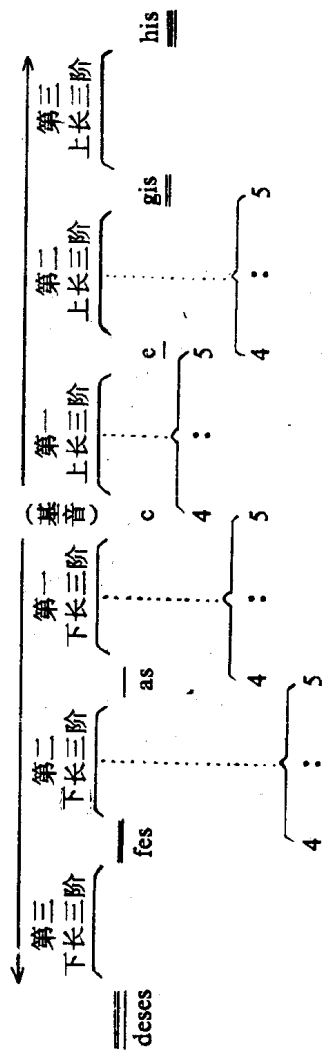 第三 第二 第一 (基音) 第一 第二 第三
下长三阶 下长三阶 下长三阶 上长三阶 上长三阶 上长三阶
deses fes as c e gis his
4 : 5
4 : 5 4 : 5
4 : 5